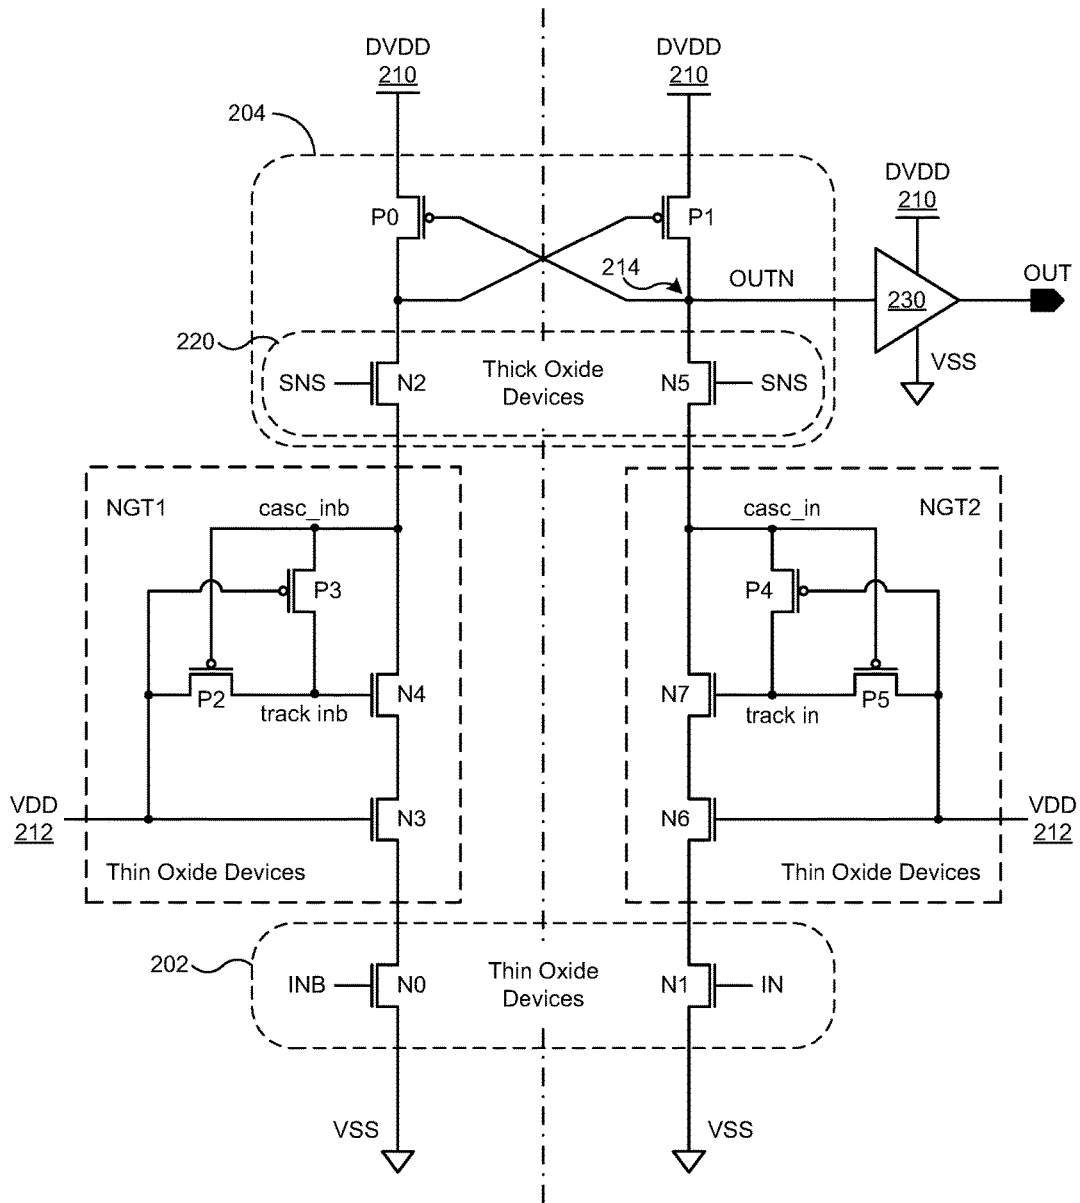 DVDD
210
DVDD
210
204
P0
P1
DVDD
210
214
OUTN
230
OUT
220
Thick Oxide
Devices
VSS
SNS
N2
N5
SNS
NGT1
casc_inb
casc_in
NGT2
P3
P4
P2
track inb
N4
N7
track in
P5
VDD
212
N3
N6
VDD
212
Thin Oxide Devices
Thin Oxide Devices
202
Thin Oxide
Devices
INB
N0
N1
IN
VSS
VSS